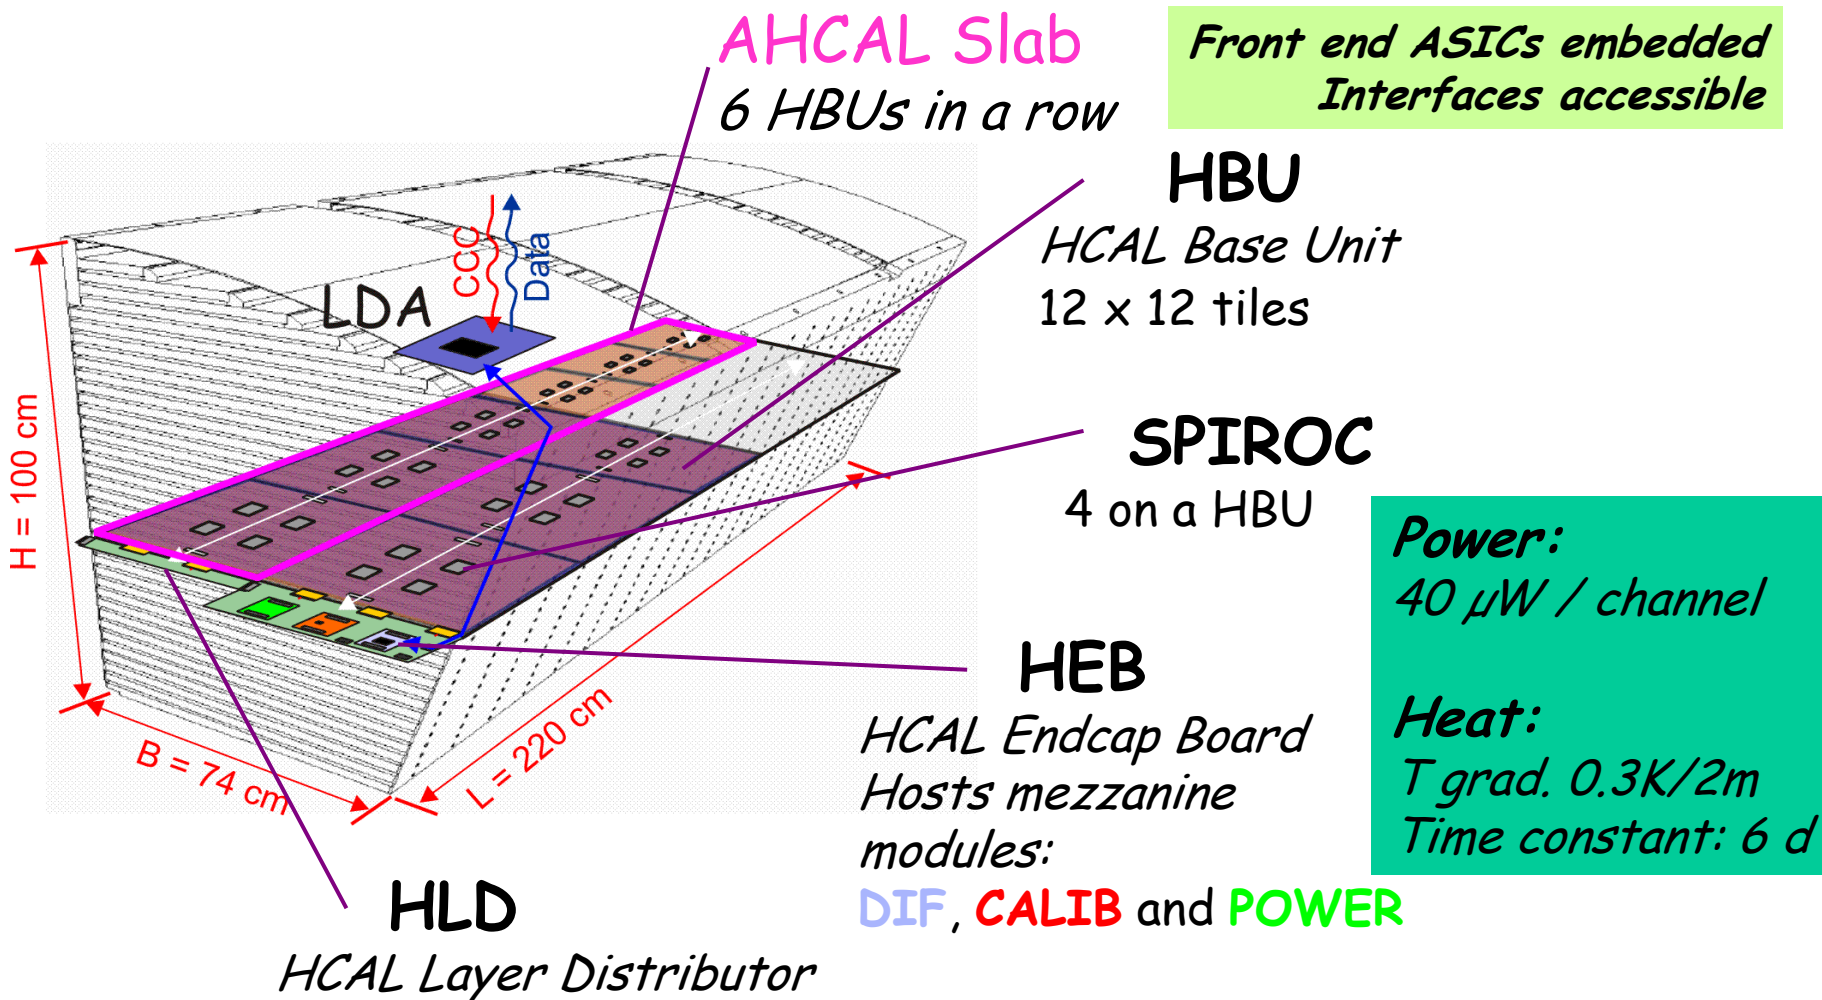 AHCAL Slab
6 HBUs in a row
Front end ASICs embedded
Interfaces accessible
HBU
HCAL Base Unit
12 x 12 tiles
CCC
Data
LDA
H = 100 cm
SPIROC
4 on a HBU
Power:
40 µW / channel
Heat:
T grad. 0.3K/2m
Time constant: 6 d
HEB
HCAL Endcap Board
Hosts mezzanine
modules:
DIF, CALIB and POWER
B = 74 cm
L = 220 cm
HLD
HCAL Layer Distributor